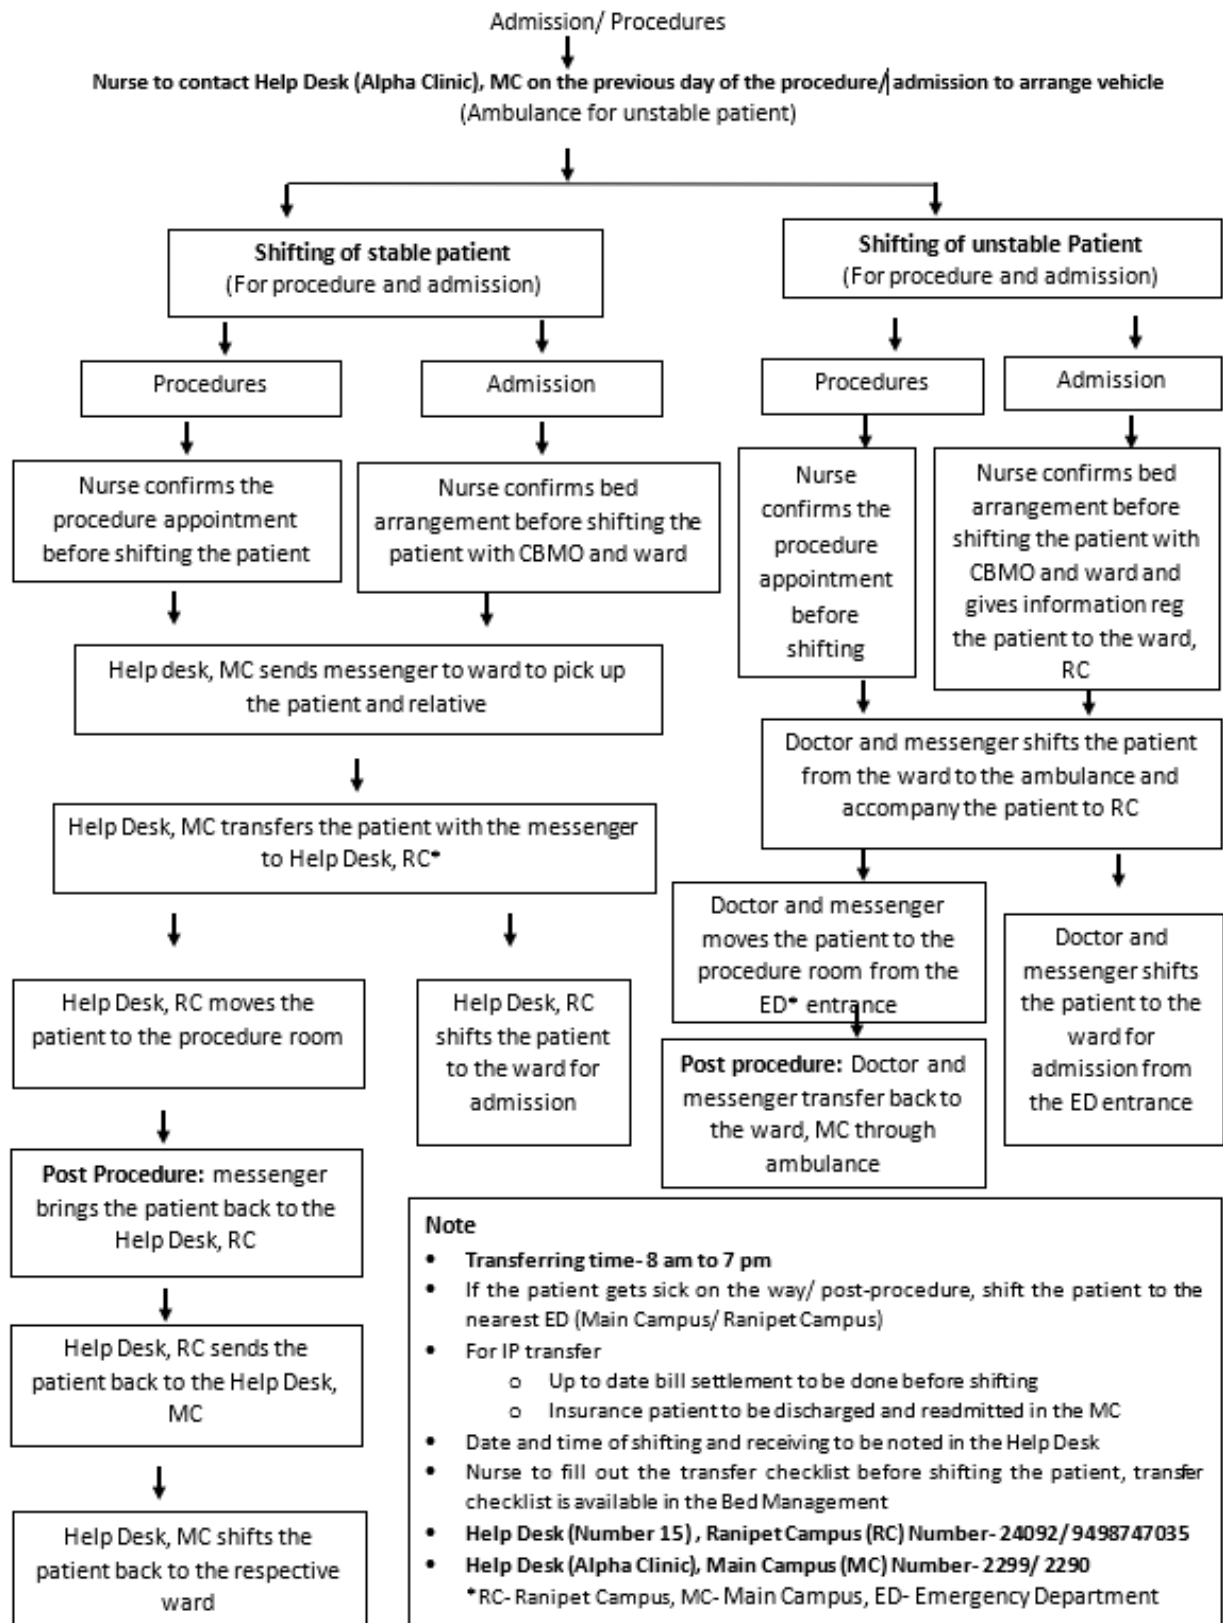 Admission/ Procedures
Nurse to contact Help Desk (Alpha Clinic), MC on the previous day of the procedure/ admission to arrange vehicle
(Ambulance for unstable patient)
Shifting of stable patient
(For procedure and admission)
Shifting of unstable Patient
(For procedure and admission)
Procedures
Admission
Procedures
Admission
Nurse confirms the
procedure appointment
before shifting the patient
Nurse confirms bed
arrangement before shifting the
patient with CBMO and ward
Nurse
confirms the
procedure
appointment
before
shifting
Nurse confirms bed
arrangement before
shifting the patient with
CBMO and ward and
gives information reg
the patient to the ward,
RC
Help desk, MC sends messenger to ward to pick up
the patient and relative
Doctor and messenger shifts the patient
from the ward to the ambulance and
accompany the patient to RC
Help Desk, MC transfers the patient with the messenger
to Help Desk, RC*
Help Desk, RC moves the
patient to the procedure room
Help Desk, RC
shifts the patient
to the ward for
admission
Doctor and messenger
moves the patient to the
procedure room from the
ED* entrance
Doctor and
messenger shifts
the patient to the
ward for
admission from
the ED entrance
Post procedure: Doctor and
messenger transfer back to
the ward, MC through
ambulance
Post Procedure: messenger
brings the patient back to the
Help Desk, RC
Help Desk, RC sends the
patient back to the Help Desk,
MC
Help Desk, MC shifts the
patient back to the respective
ward
Note
• Transferring time- 8 am to 7 pm
• If the patient gets sick on the way/ post-procedure, shift the patient to the
nearest ED (Main Campus/ Ranipet Campus)
• For IP transfer
o Up to date bill settlement to be done before shifting
o Insurance patient to be discharged and readmitted in the MC
• Date and time of shifting and receiving to be noted in the Help Desk
• Nurse to fill out the transfer checklist before shifting the patient, transfer
checklist is available in the Bed Management
• Help Desk (Number 15) , Ranipet Campus (RC) Number- 24092/ 9498747035
• Help Desk (Alpha Clinic), Main Campus (MC) Number- 2299/ 2290
*RC- Ranipet Campus, MC- Main Campus, ED- Emergency Department